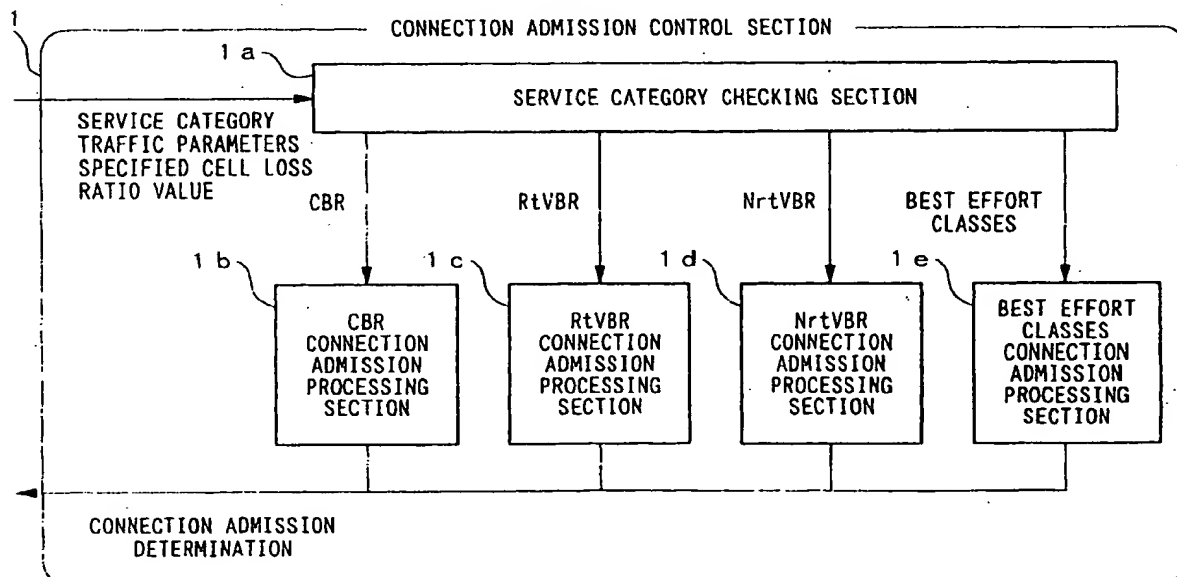 1
CONNECTION ADMISSION CONTROL SECTION
1a
SERVICE CATEGORY CHECKING SECTION
SERVICE CATEGORY
TRAFFIC PARAMETERS
SPECIFIED CELL LOSS
RATIO VALUE
CBR
RtVBR
NrtVBR
BEST EFFORT
CLASSES
1b
CBR
CONNECTION
ADMISSION
PROCESSING
SECTION
1c
RtVBR
CONNECTION
ADMISSION
PROCESSING
SECTION
1d
NrtVBR
CONNECTION
ADMISSION
PROCESSING
SECTION
1e
BEST EFFORT
CLASSES
CONNECTION
ADMISSION
PROCESSING
SECTION
CONNECTION ADMISSION
DETERMINATION